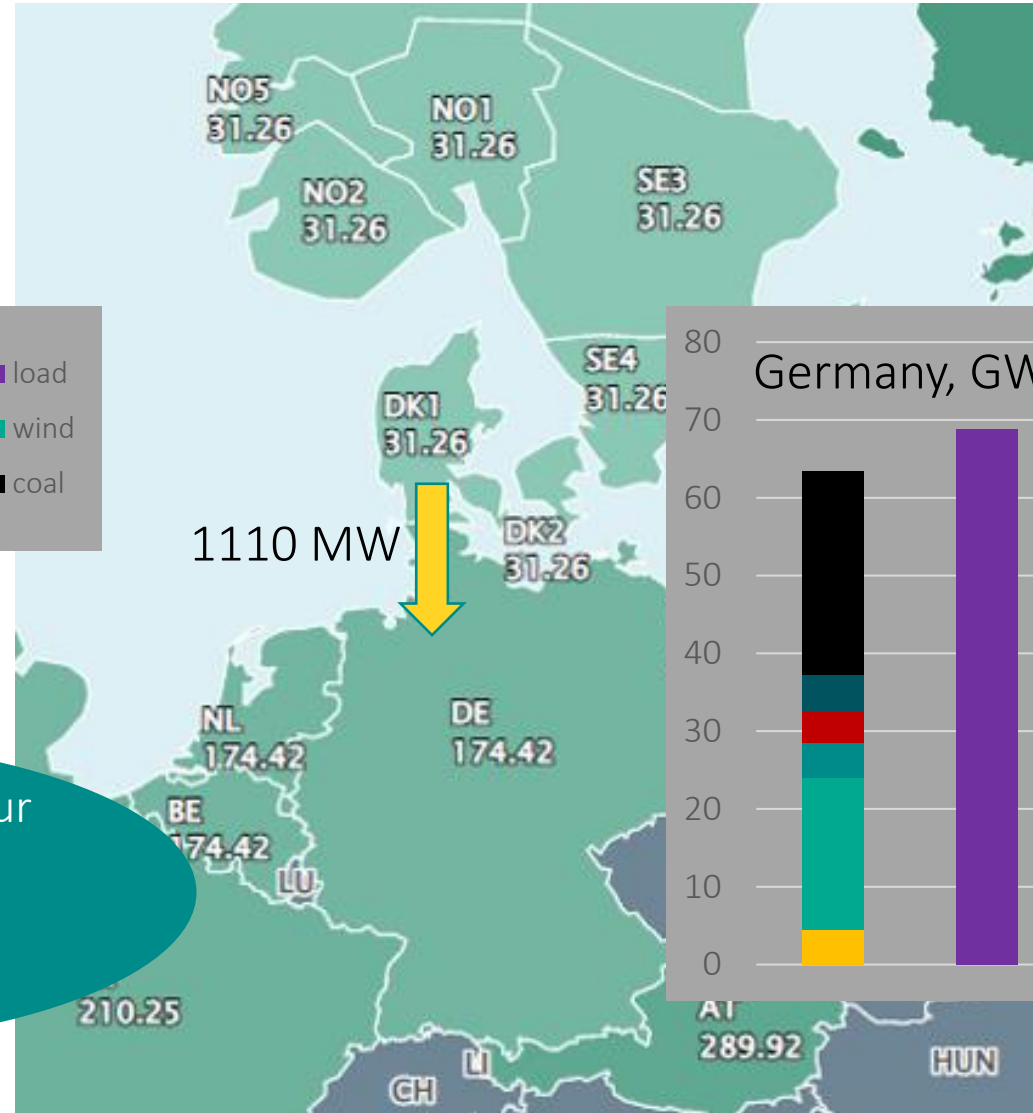 NO5
31.26
NO1
31.26
NO2
31.26
SE3
31.26
load
wind
coal
DK1
31.26
SE4
31.26
1110 MW
DK2
31.26
80
70
60
50
40
30
20
10
0
Germany, GW
NL
174.42
DE
174.42
BE
174.42
LU
ur
210.25
AT
289.92
LI
CH
HUN